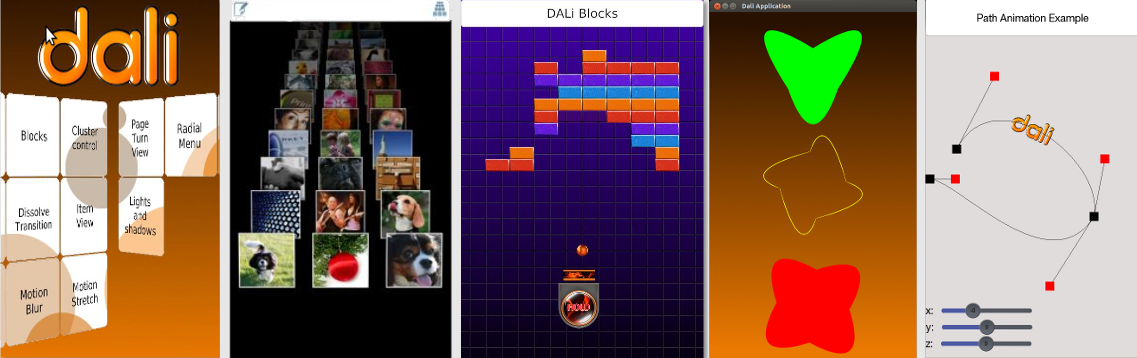 dali
Blocks
Cluster
control
Page
Turn
View
Radial
Menu
Dissolve
Transition
Item
View
Lights
and
shadows
Motion
Blur
Motion
Stretch
DALi Blocks
Dali Application
Path Animation Example
dali
x:
y:
z: